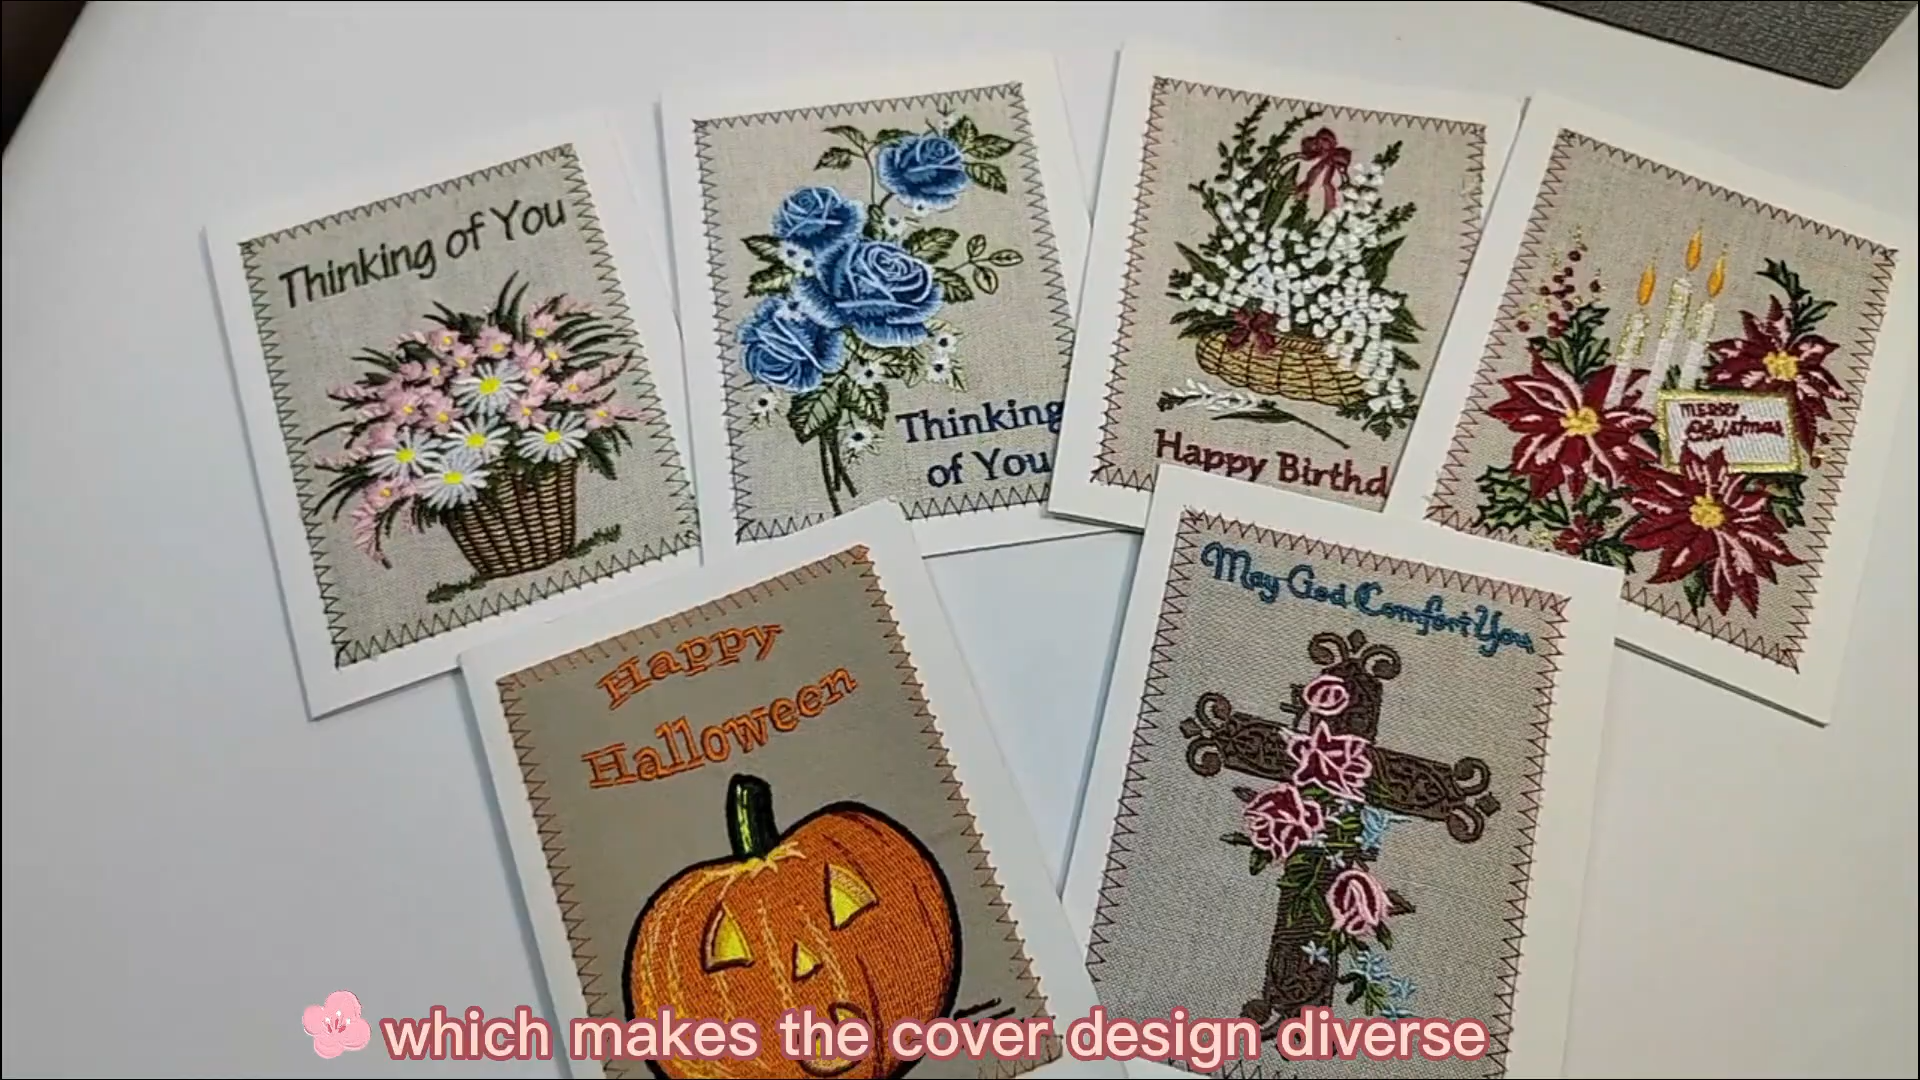 Thinking of You
Thinking
of You
Happy Birthd
Merry
Christmas
Happy
Halloween
May God Comfort You
which makes the cover design diverse